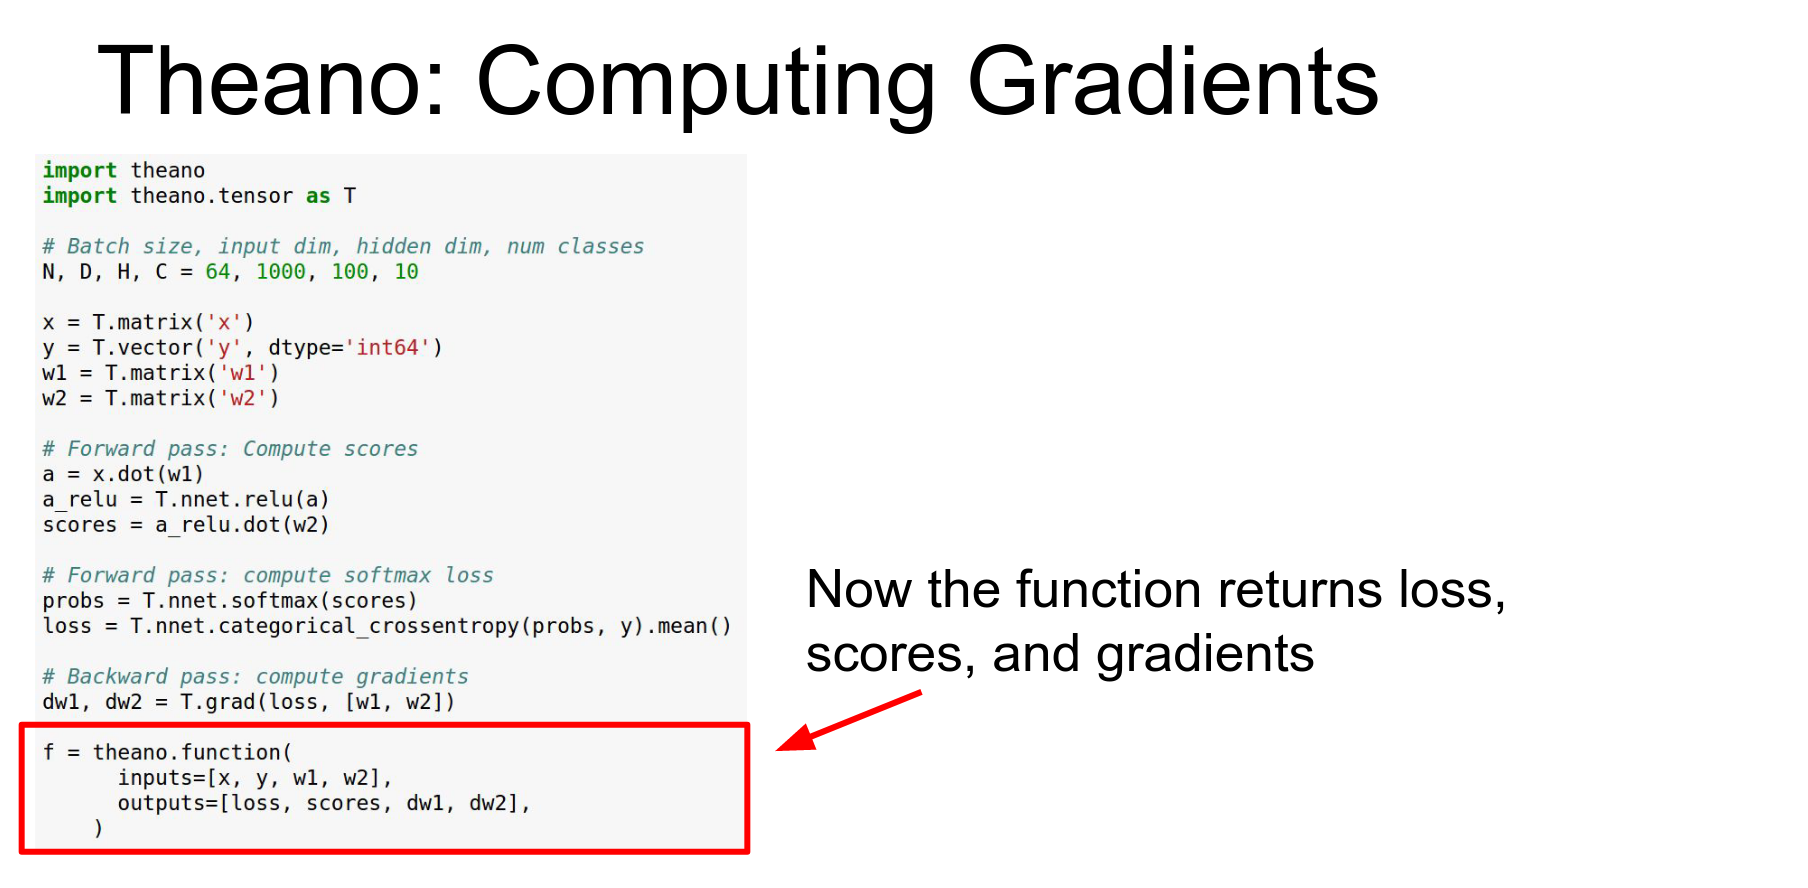 Theano: Computing Gradients
import theano
import theano.tensor as T
# Batch size, input dim, hidden dim, num classes
N, D, H, C = 64, 1000, 100, 10
x = T.matrix('x')
y = T.vector('y', dtype='int64')
w1 = T.matrix('w1')
w2 = T.matrix('w2')
# Forward pass: Compute scores
a = x.dot(w1)
a_relu = T.nnet.relu(a)
scores = a_relu.dot(w2)
# Forward pass: compute softmax loss
probs = T.nnet.softmax(scores)
loss = T.nnet.categorical_crossentropy(probs, y).mean()
# Backward pass: compute gradients
dw1, dw2 = T.grad(loss, [w1, w2])
f = theano.function(
      inputs=[x, y, w1, w2],
      outputs=[loss, scores, dw1, dw2],
    )
Now the function returns loss,
scores, and gradients